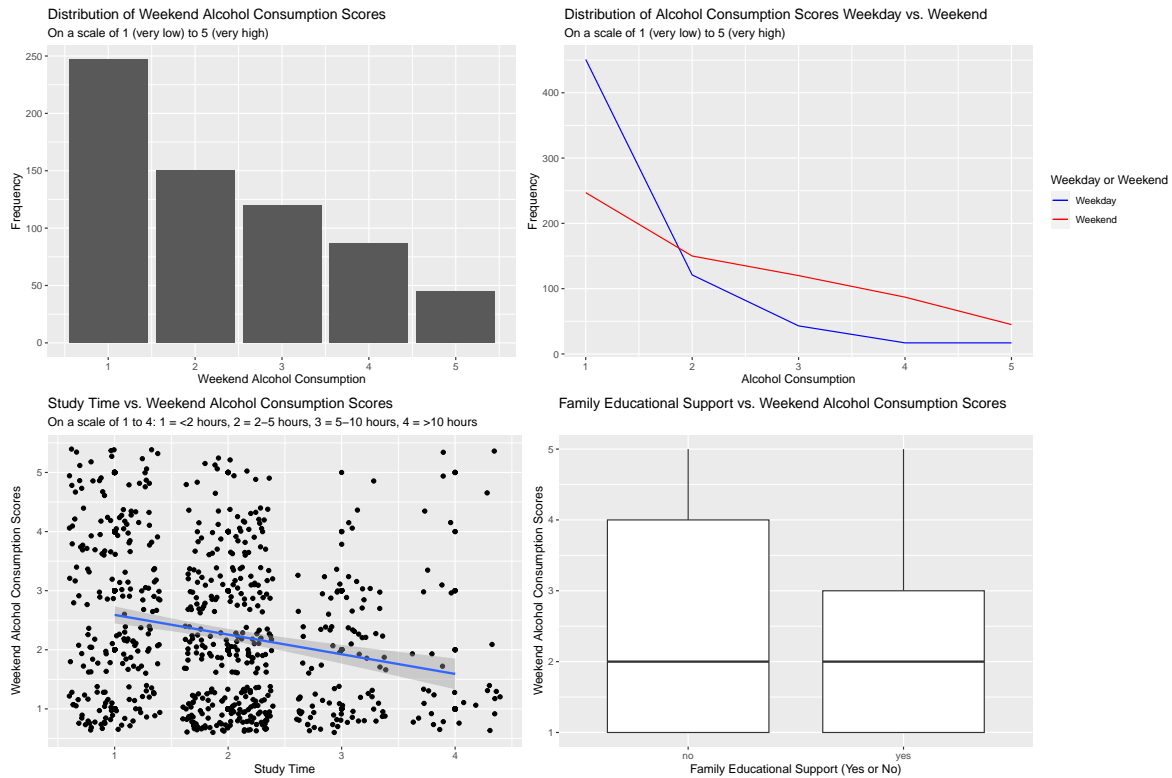 Distribution of Weekend Alcohol Consumption Scores
On a scale of 1 (very low) to 5 (very high)
250
200
150
100
50
0
Frequency
1 2 3 4 5
Weekend Alcohol Consumption
Distribution of Alcohol Consumption Scores Weekday vs. Weekend
On a scale of 1 (very low) to 5 (very high)
400
300
200
100
0
Frequency
1 2 3 4 5
Alcohol Consumption
Weekday or Weekend
Weekday
Weekend
Study Time vs. Weekend Alcohol Consumption Scores
On a scale of 1 to 4: 1 = <2 hours, 2 = 2–5 hours, 3 = 5–10 hours, 4 = >10 hours
5
4
3
2
1
Weekend Alcohol Consumption Scores
1 2 3 4
Study Time
Family Educational Support vs. Weekend Alcohol Consumption Scores
5
4
3
2
1
Weekend Alcohol Consumption Scores
no yes
Family Educational Support (Yes or No)